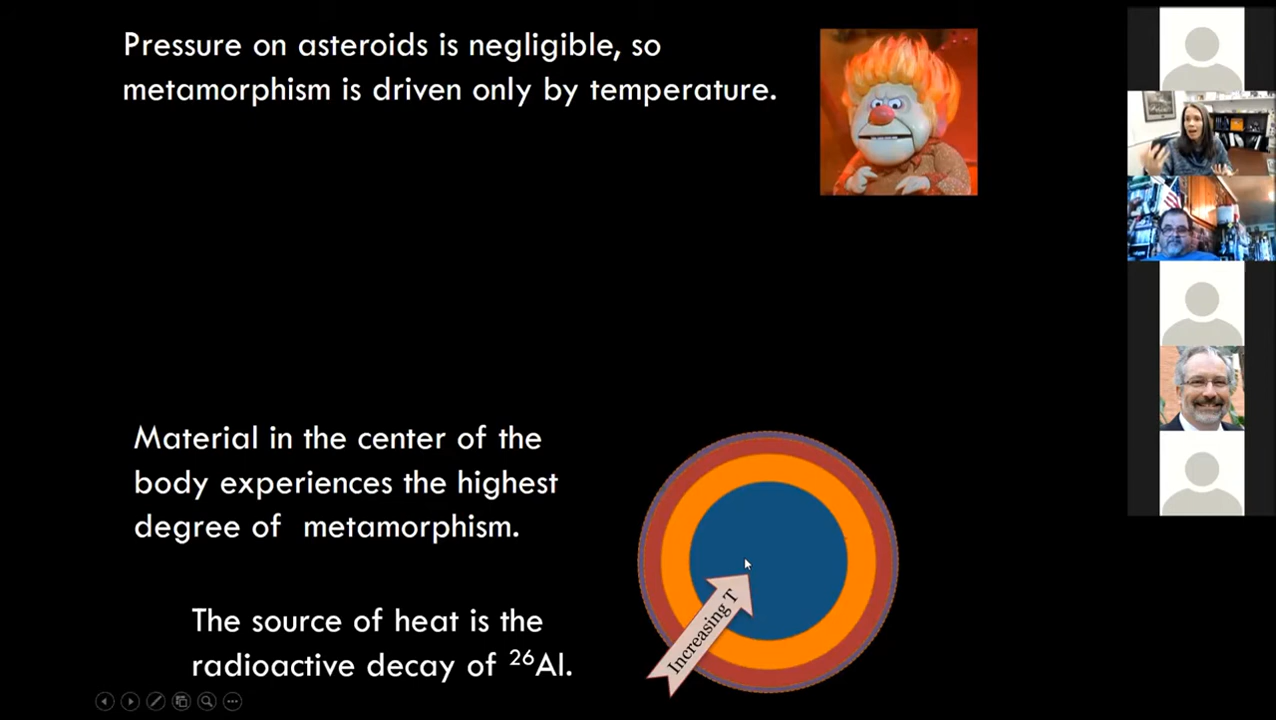 Pressure on asteroids is negligible, so
metamorphism is driven only by temperature.
Material in the center of the
body experiences the highest
degree of metamorphism.
Increasing T
The source of heat is the
radioactive decay of ²⁶Al.